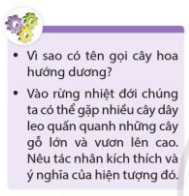 • Vì sao có tên gọi cây hoa
hướng dương?
• Vào rừng nhiệt đới chúng
ta có thể gặp nhiều cây dây
leo quấn quanh những cây
gỗ lớn và vươn lên cao.
Nêu tác nhân kích thích và
ý nghĩa của hiện tượng đó.